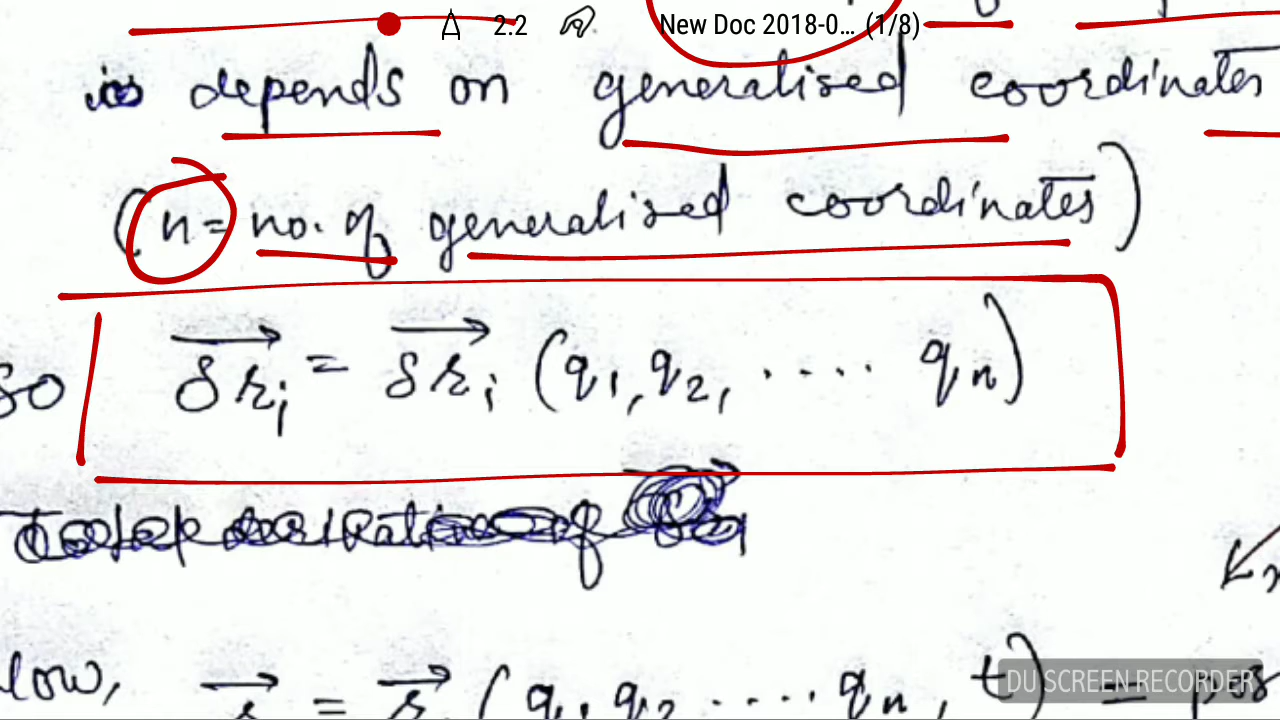 2.2 New Doc 2018-0... (1/8)
is depends on generalised coordinates
(n = no. of generalised coordinates)
so δr⃗ᵢ = δr⃗ᵢ (q₁, q₂, ..... qₙ)
r⃗ = r⃗ (q₁ q₂ ..... qₙ, t) =
DU SCREEN RECORDER